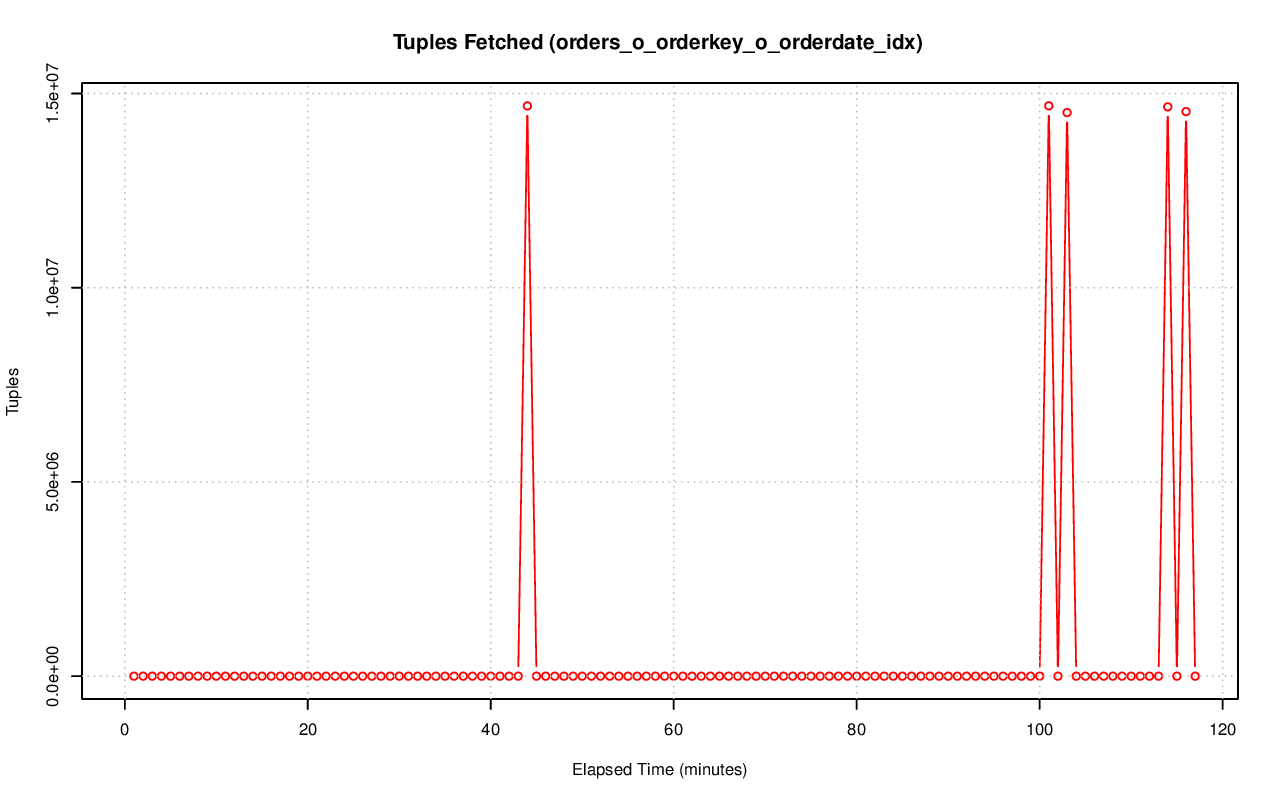 Tuples Fetched (orders_o_orderkey_o_orderdate_idx)
1.5e+07
1.0e+07
5.0e+06
0.0e+00
Tuples
0 20 40 60 80 100 120
Elapsed Time (minutes)